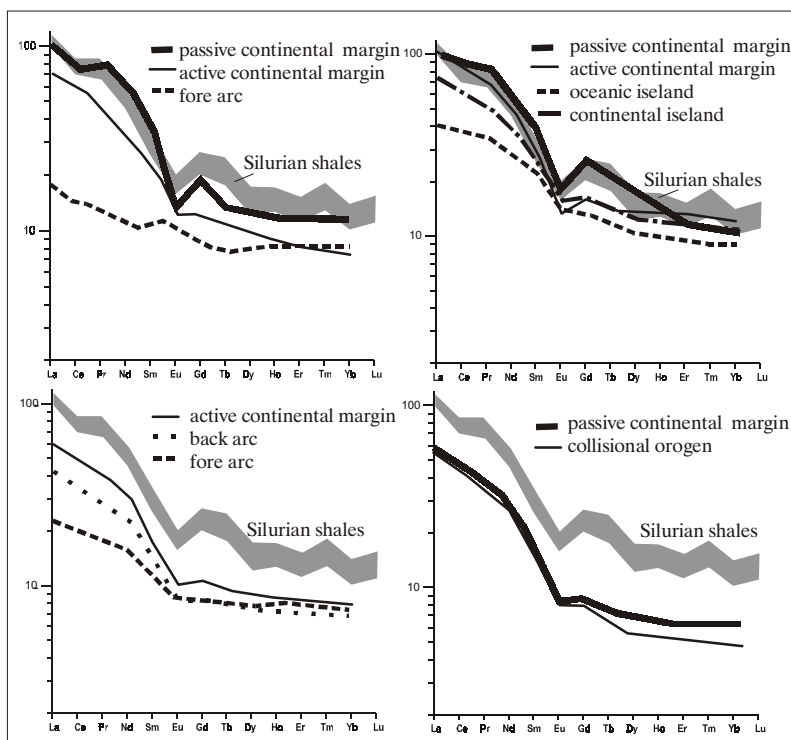 100
10
passive continental margin
active continental margin
fore arc
Silurian shales
La Ce Pr Nd Sm Eu Gd Tb Dy Ho Er Tm Yb Lu
100
10
passive continental margin
active continental margin
oceanic iseland
continental iseland
Silurian shales
La Ce Pr Nd Sm Eu Gd Tb Dy Ho Er Tm Yb Lu
100
10
active continental margin
back arc
fore arc
Silurian shales
La Ce Pr Nd Sm Eu Gd Tb Dy Ho Er Tm Yb Lu
100
10
passive continental margin
collisional orogen
Silurian shales
La Ce Pr Nd Sm Eu Gd Tb Dy Ho Er Tm Yb Lu